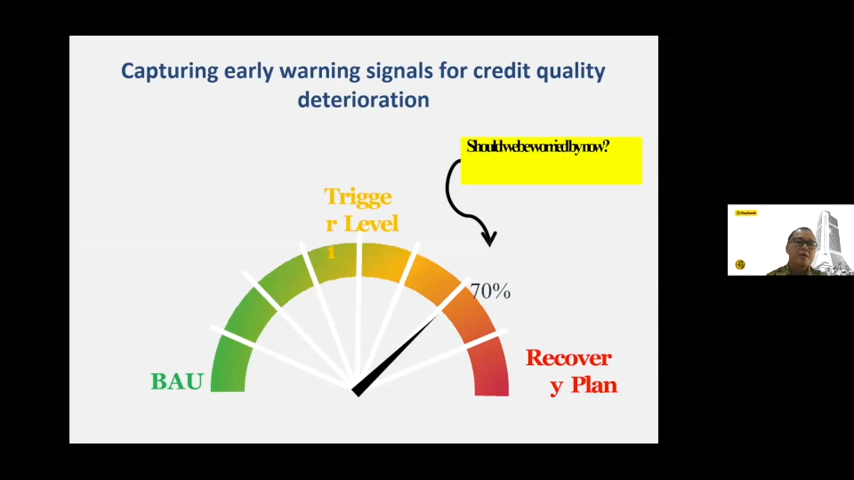 Capturing early warning signals for credit quality
deterioration
Should we be worried by now?
Trigge
r Level
1
70%
BAU
Recover
y Plan
Maybank